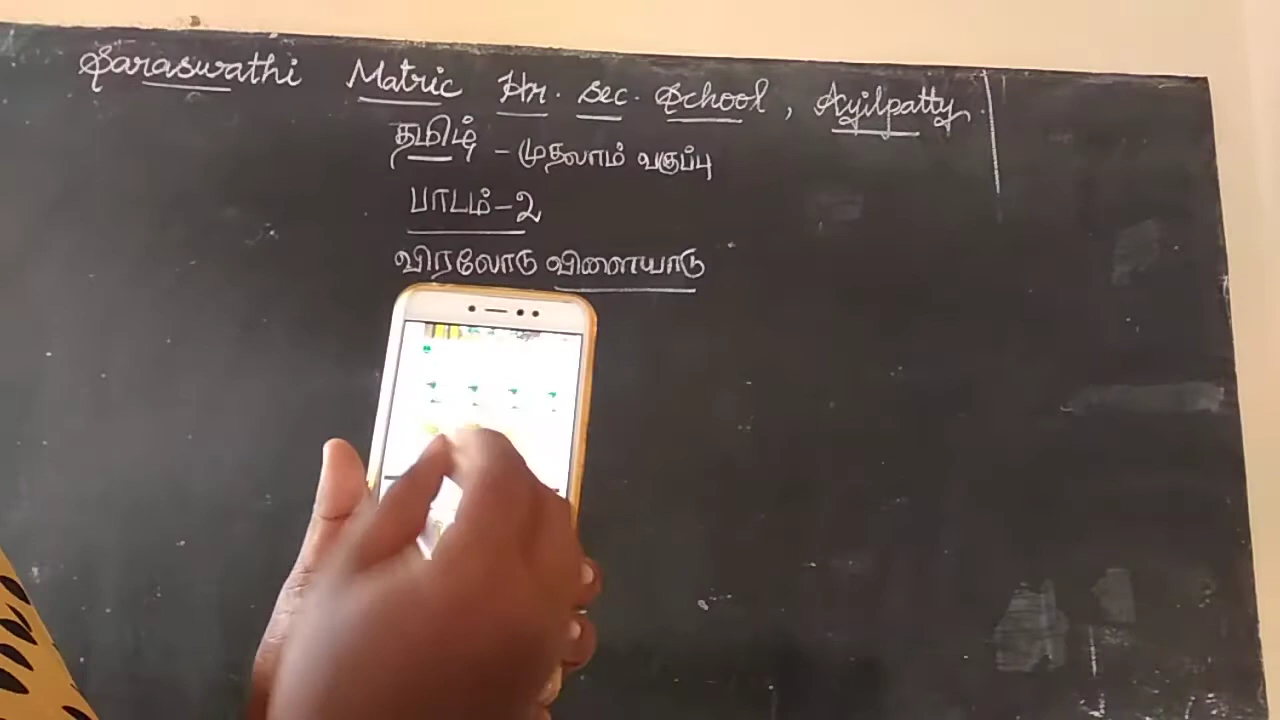 Saraswathi Matric Hr. Sec. School, Ayilpatty.
தமிழ் - முதலாம் வகுப்பு
பாடம்-2
விரலோடு விளையாடு